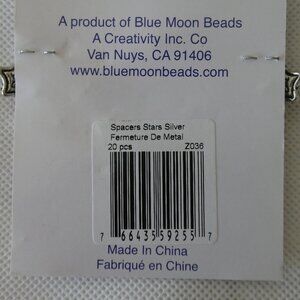 A product of Blue Moon Beads
A Creativity Inc. Co
Van Nuys, CA 91406
www.bluemoonbeads.com
Spacers Stars Silver
Fermeture De Metal
20 pcs Z036
7 66435 59255 7
Made In China
Fabriqué en Chine